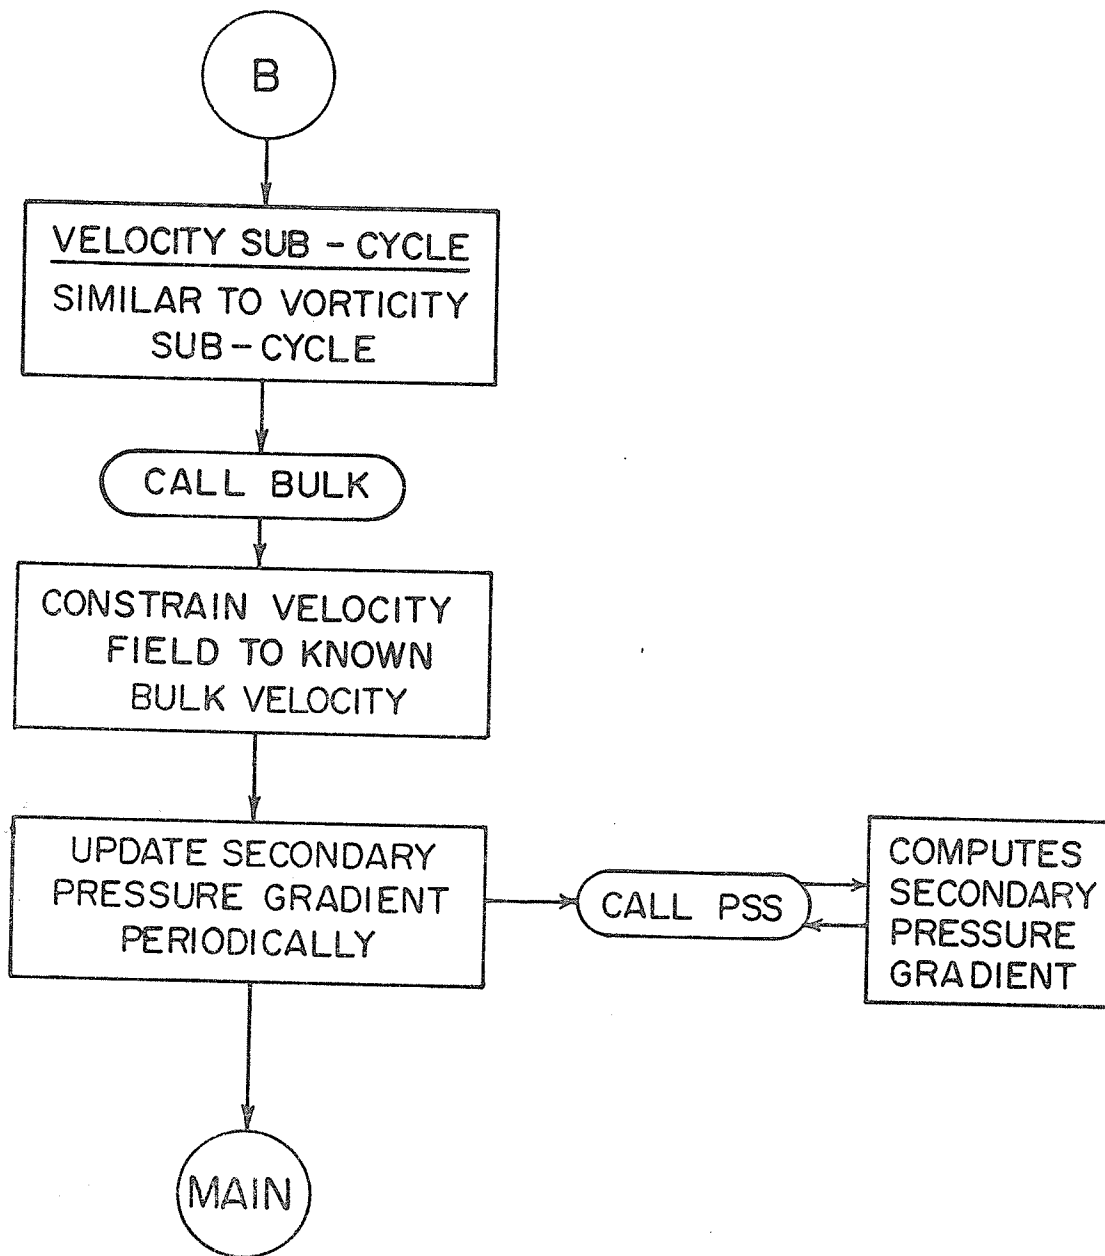 B
VELOCITY SUB - CYCLE
SIMILAR TO VORTICITY
SUB - CYCLE
CALL BULK
CONSTRAIN VELOCITY
FIELD TO KNOWN
BULK VELOCITY
UPDATE SECONDARY
PRESSURE GRADIENT
PERIODICALLY
CALL PSS
COMPUTES
SECONDARY
PRESSURE
GRADIENT
MAIN